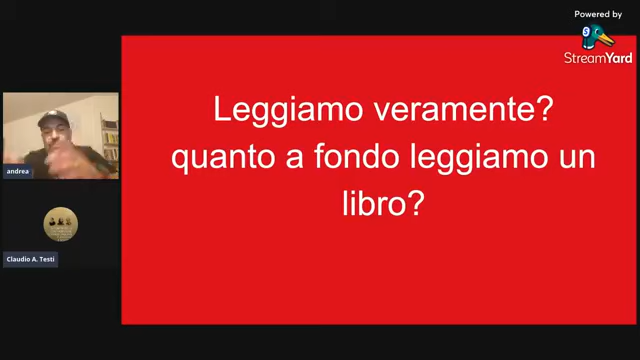 Powered by
StreamYard
Leggiamo veramente?
quanto a fondo leggiamo un
libro?
andrea
Claudio A. Testi